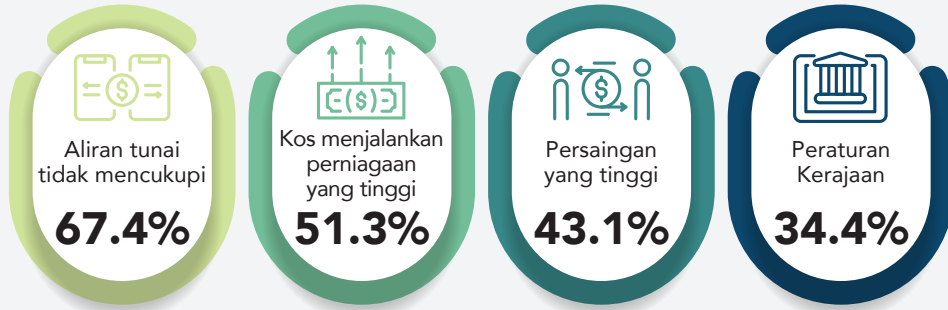 Aliran tunai
tidak mencukupi
67.4%
Kos menjalankan
perniagaan
yang tinggi
51.3%
Persaingan
yang tinggi
43.1%
Peraturan
Kerajaan
34.4%